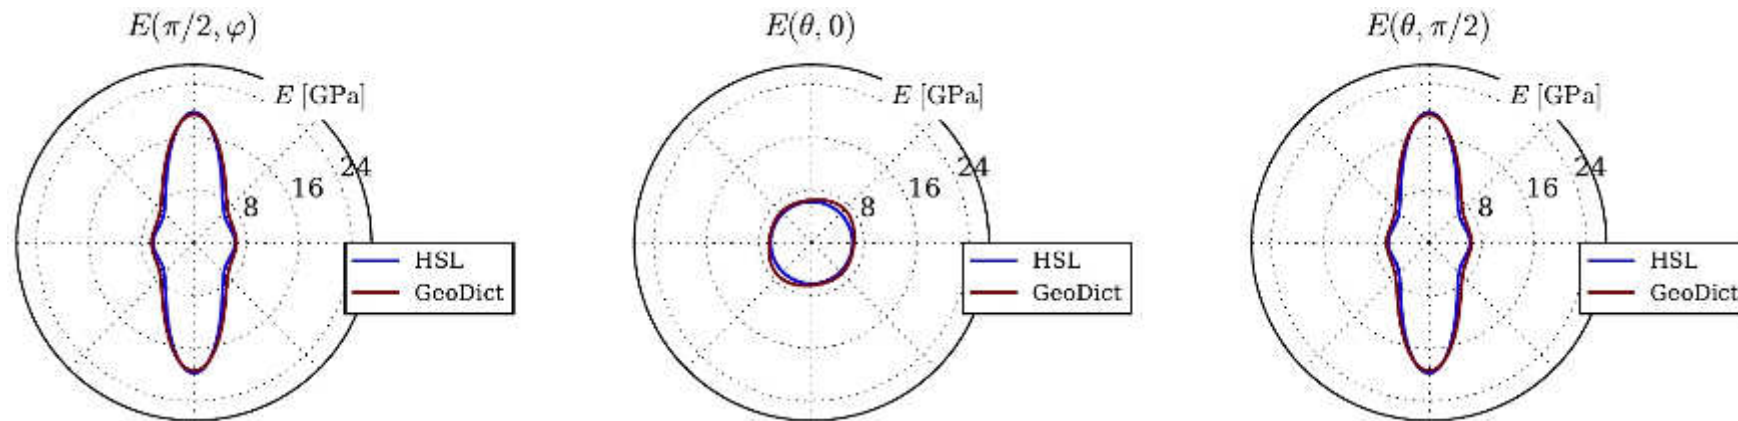 E(π/2, φ)
E [GPa]
24
16
8
HSL
GeoDict
E(θ, 0)
E [GPa]
24
16
8
HSL
GeoDict
E(θ, π/2)
E [GPa]
24
16
8
HSL
GeoDict